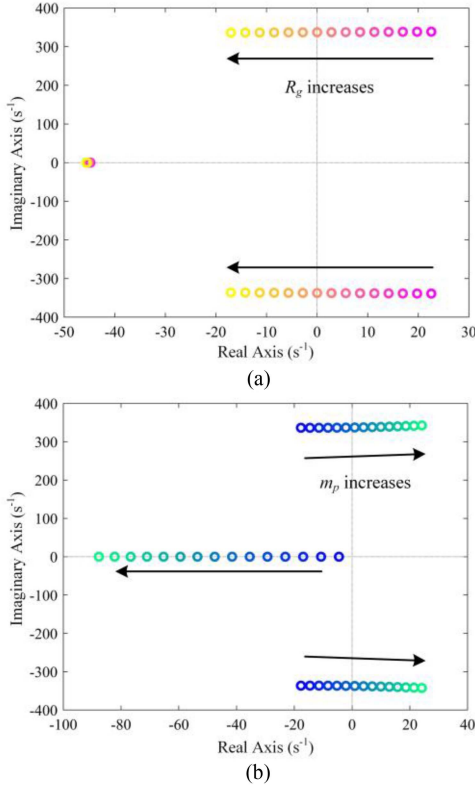 400
300
200
100
0
-100
-200
-300
-400
Imaginary Axis (s⁻¹)
R_g increases
-50 -40 -30 -20 -10 0 10 20 30
Real Axis (s⁻¹)
(a)
400
300
200
100
0
-100
-200
-300
-400
Imaginary Axis (s⁻¹)
m_p increases
-100 -80 -60 -40 -20 0 20 40
Real Axis (s⁻¹)
(b)